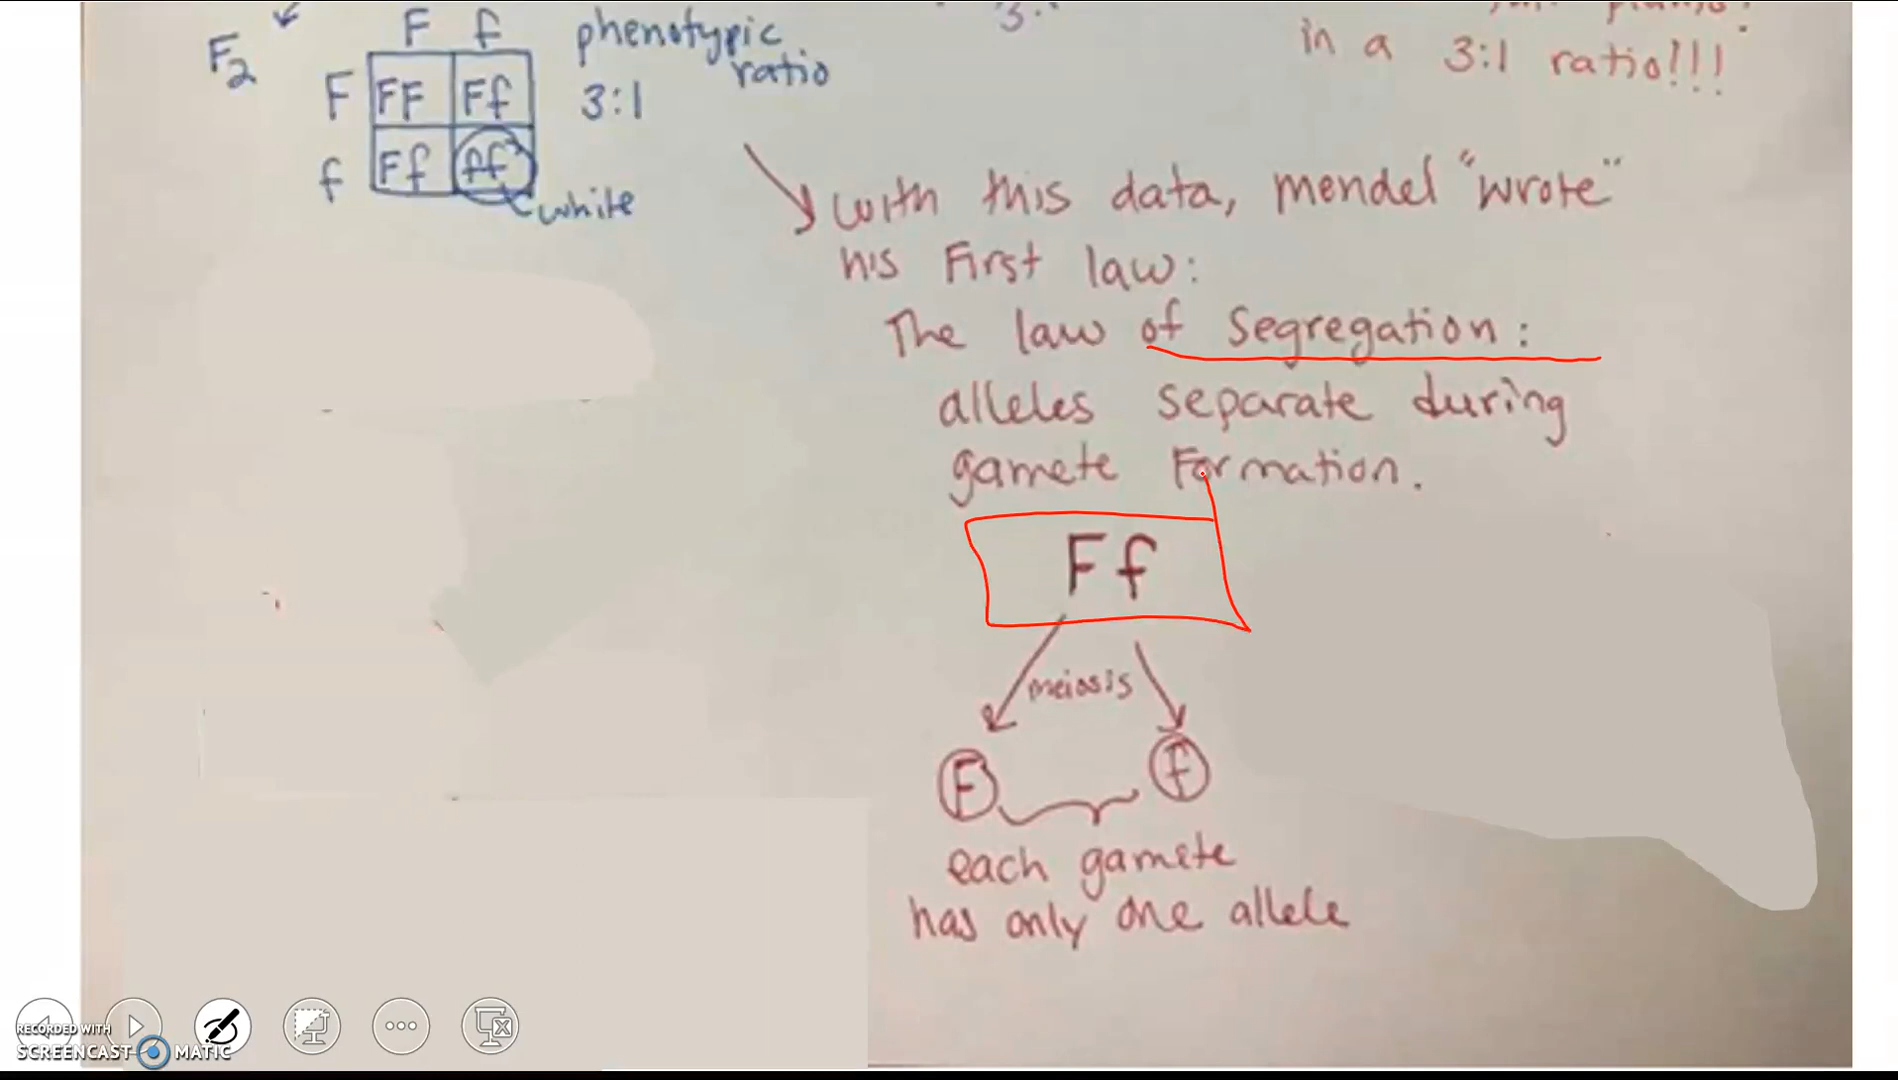 F2
F f
F FF Ff
f Ff ff
white
phenotypic
ratio
3:1
3:
in a 3:1 ratio!!!
with this data, mendel "wrote"
his First law:
The law of Segregation:
alleles separate during
gamete Formation.
Ff
meiosis
F f
each gamete
has only one allele
RECORDED WITH
SCREENCAST MATIC